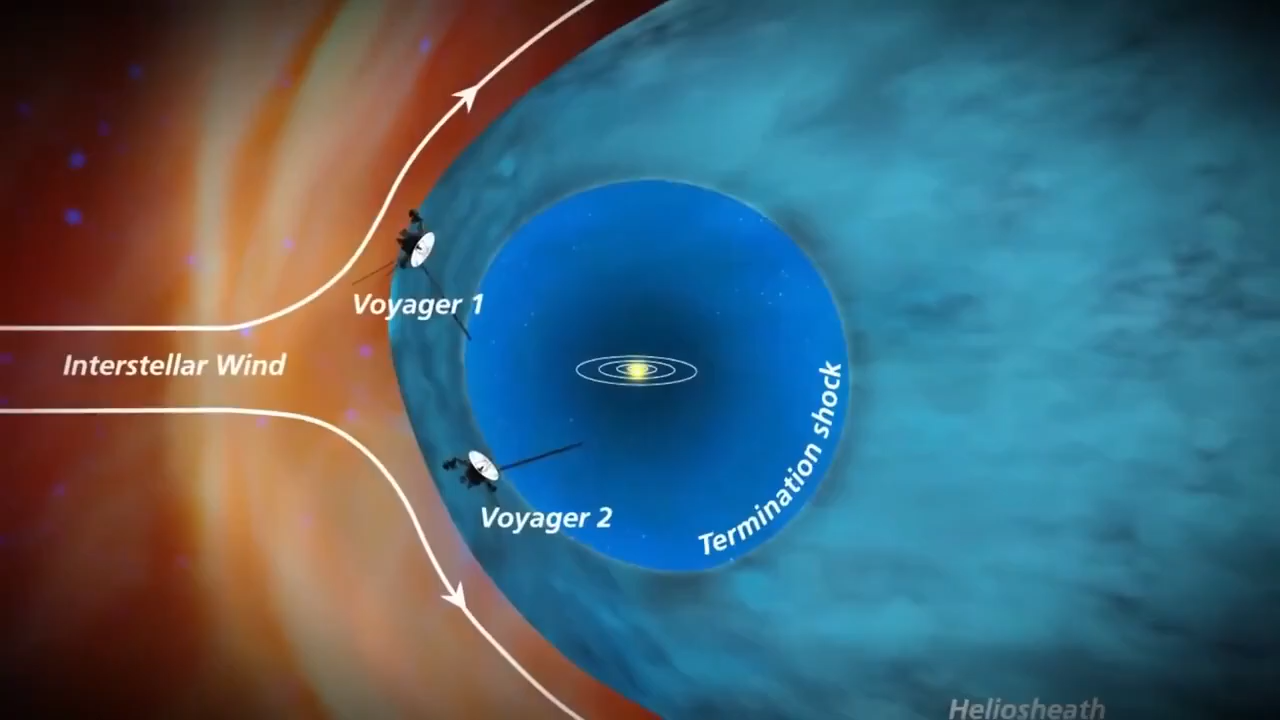 Voyager 1
Interstellar Wind
Voyager 2
Termination shock
Heliosheath